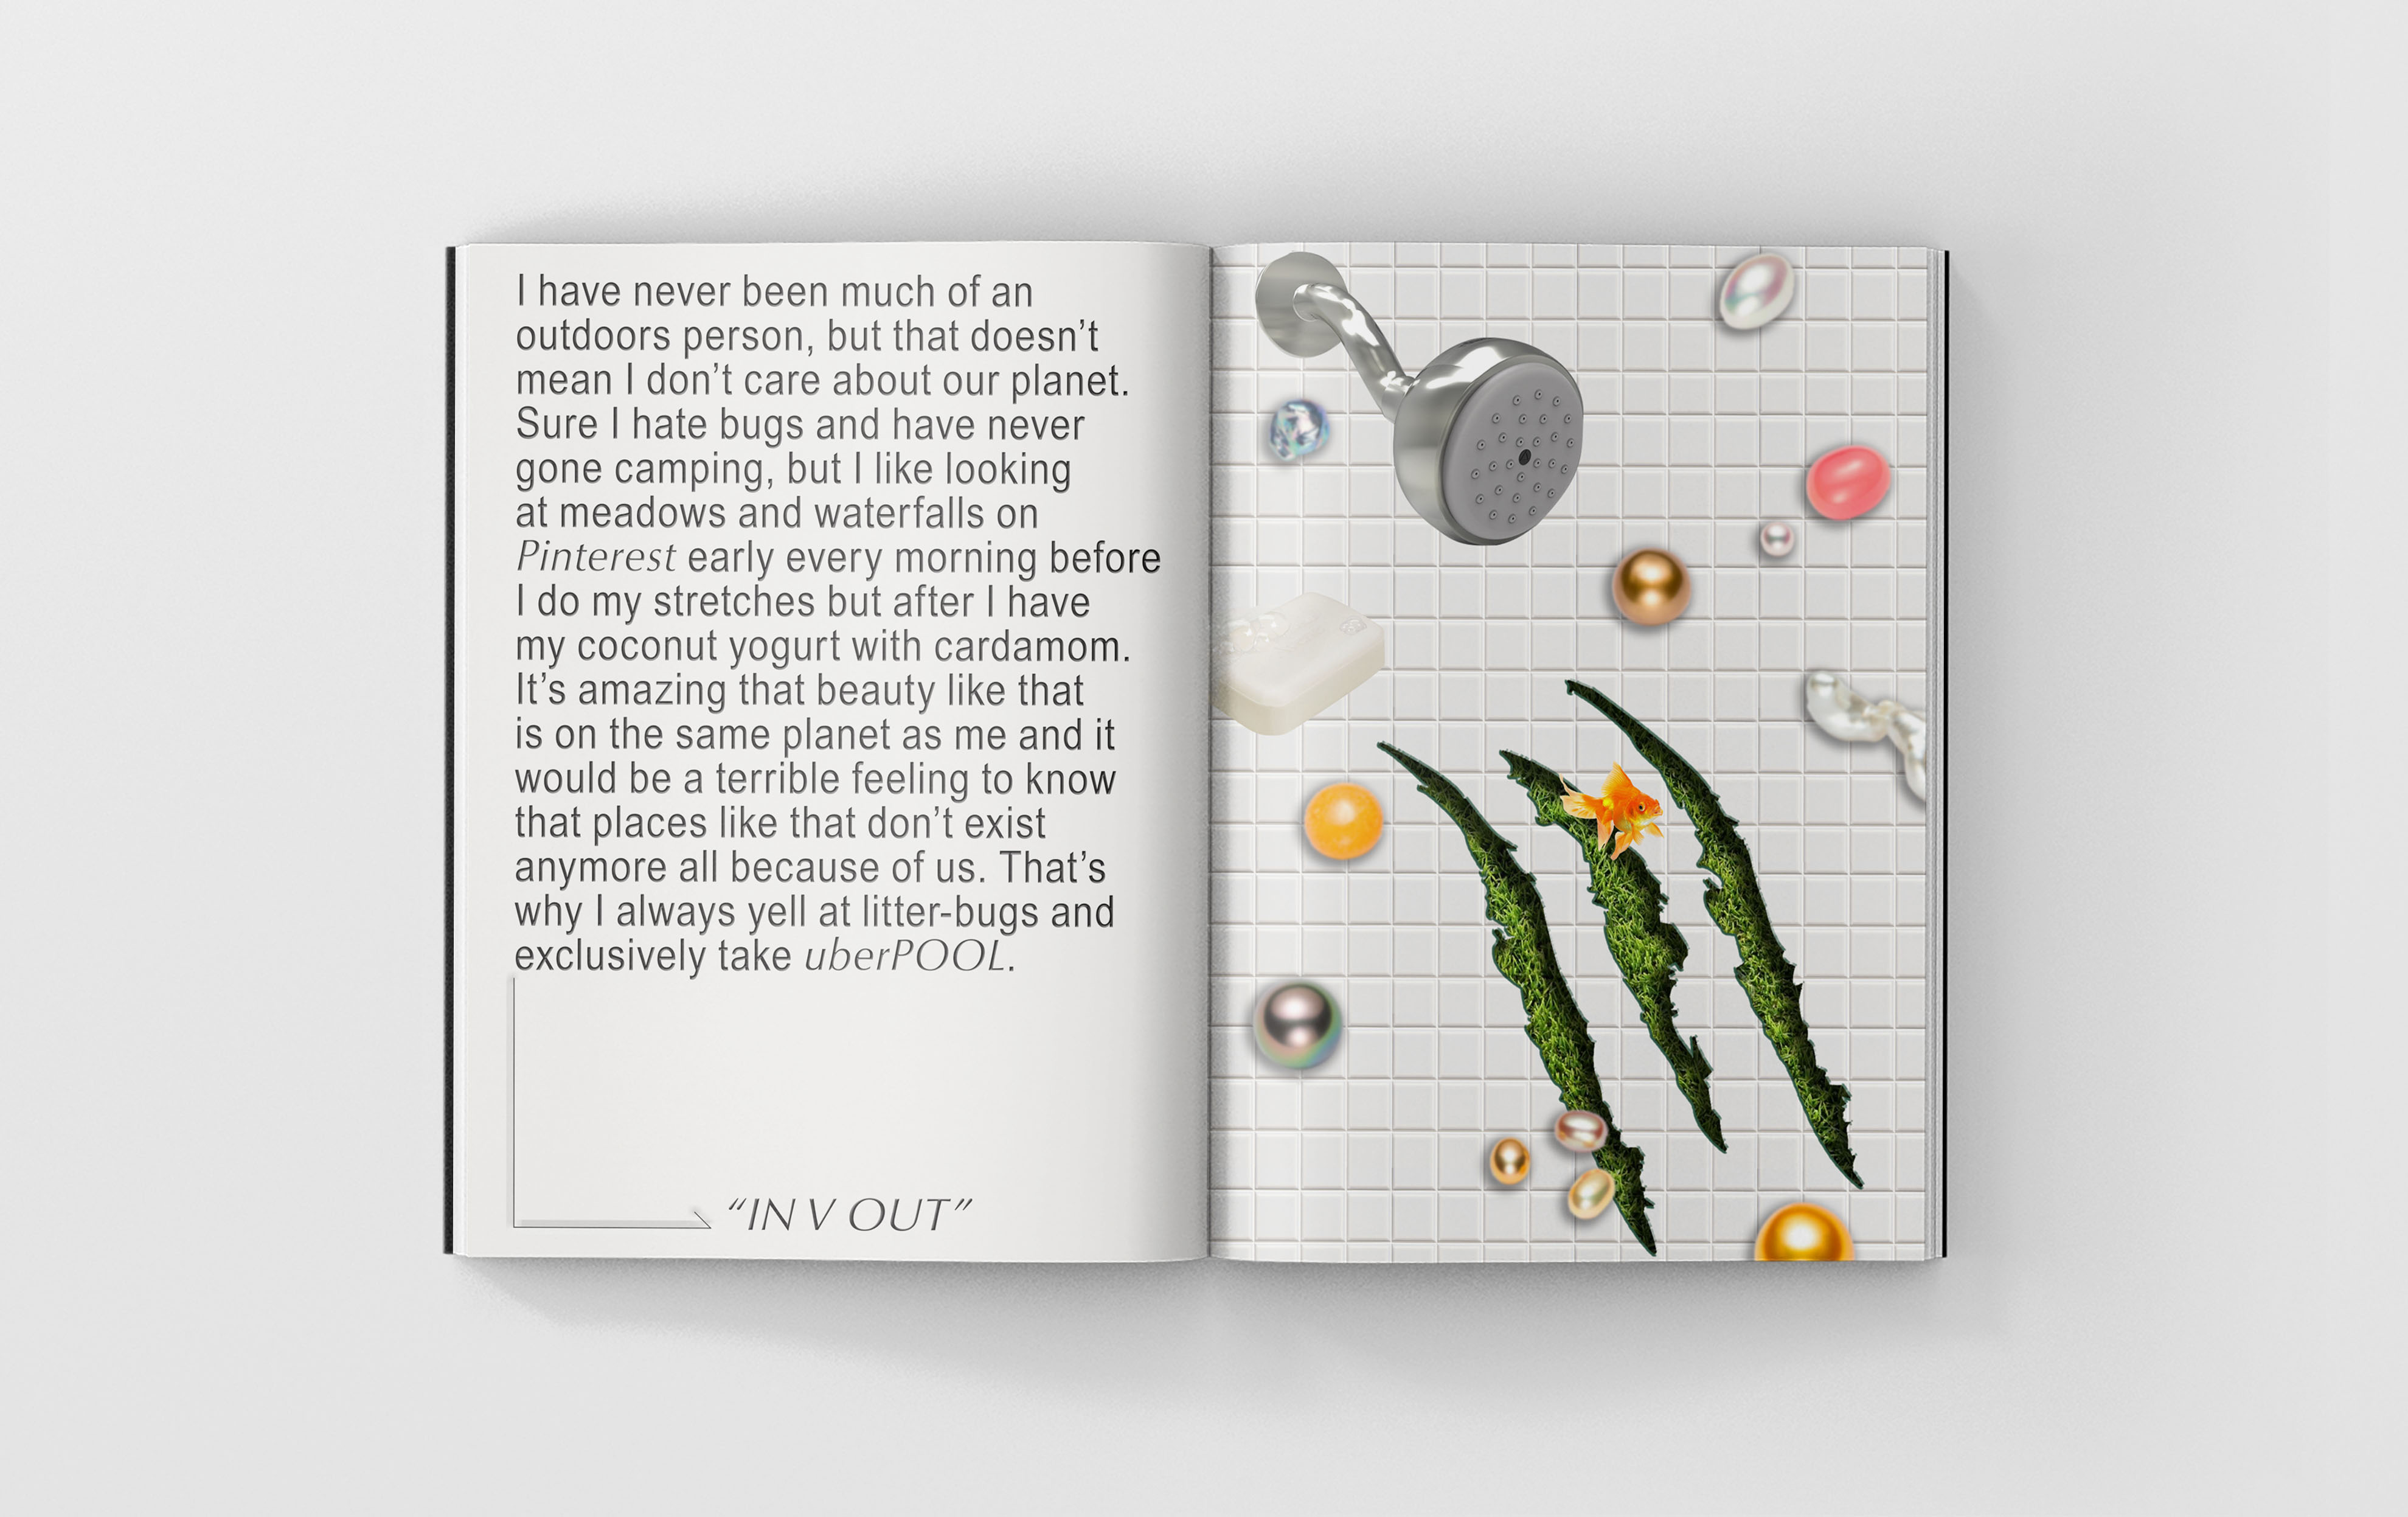 I have never been much of an
outdoors person, but that doesn’t
mean I don’t care about our planet.
Sure I hate bugs and have never
gone camping, but I like looking
at meadows and waterfalls on
Pinterest early every morning before
I do my stretches but after I have
my coconut yogurt with cardamom.
It’s amazing that beauty like that
is on the same planet as me and it
would be a terrible feeling to know
that places like that don’t exist
anymore all because of us. That’s
why I always yell at litter-bugs and
exclusively take uberPOOL.
“IN V OUT”